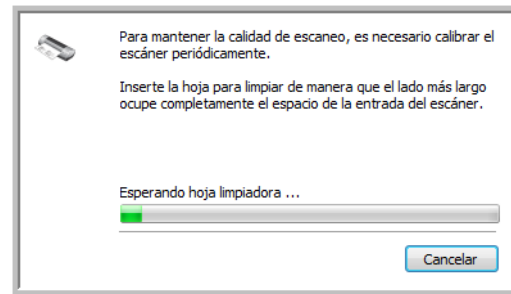 Para mantener la calidad de escaneo, es necesario calibrar el
escáner periódicamente.
Inserte la hoja para limpiar de manera que el lado más largo
ocupe completamente el espacio de la entrada del escáner.
Esperando hoja limpiadora ...
Cancelar